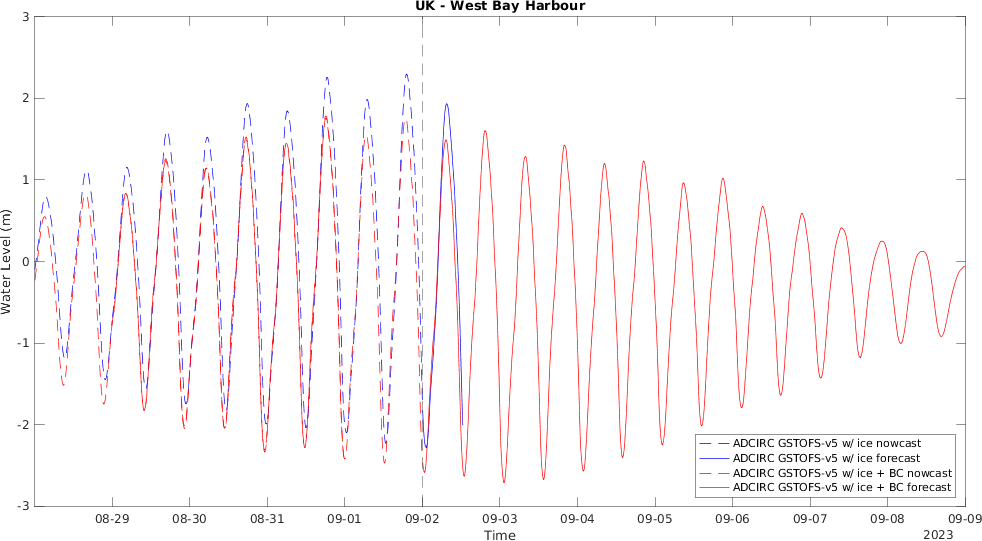 UK - West Bay Harbour
3
2
1
0
-1
-2
-3
Water Level (m)
ADCIRC GSTOFS-v5 w/ ice nowcast
ADCIRC GSTOFS-v5 w/ ice forecast
ADCIRC GSTOFS-v5 w/ ice + BC nowcast
ADCIRC GSTOFS-v5 w/ ice + BC forecast
08-29 08-30 08-31 09-01 09-02 09-03 09-04 09-05 09-06 09-07 09-08 09-09
Time
2023